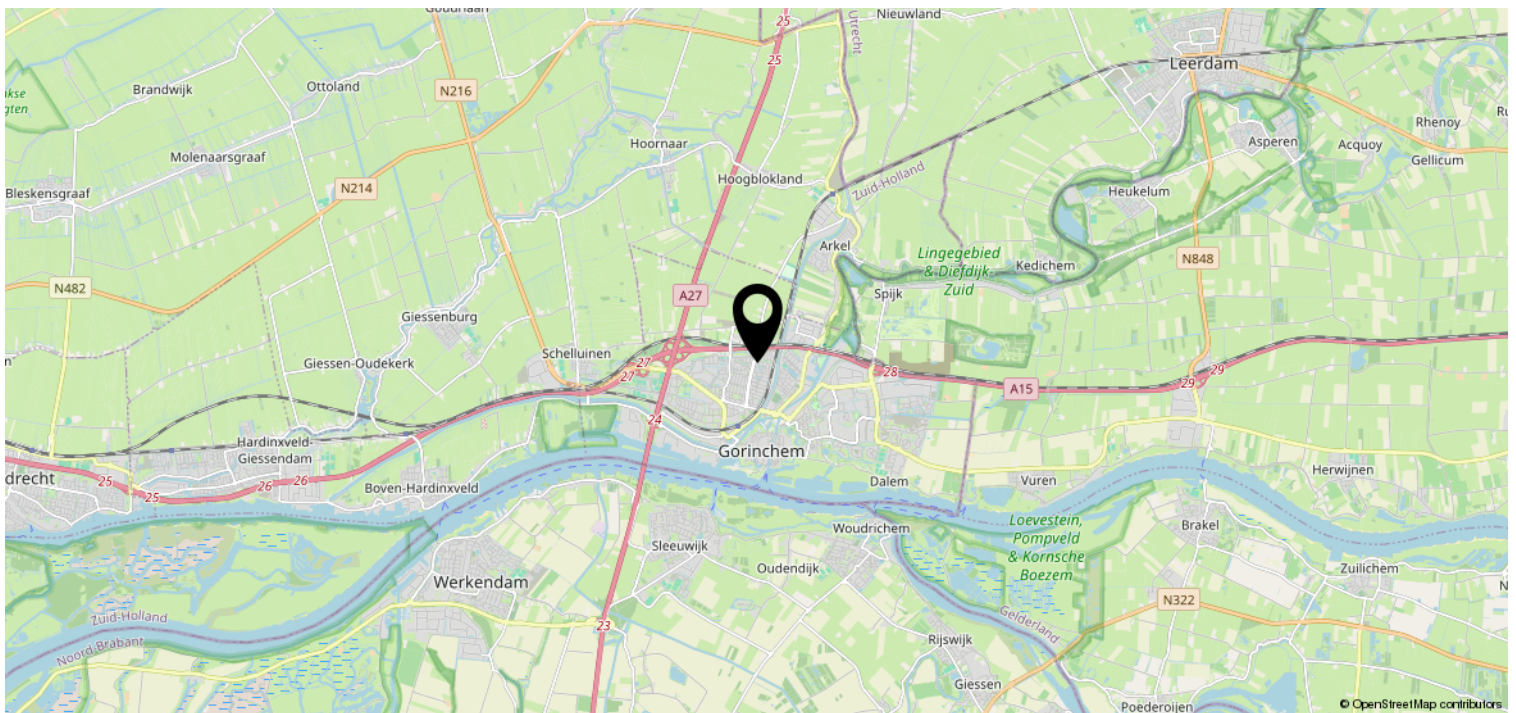 Goudriaan
25
Utrecht
Nieuwland
25
Leerdam
Brandwijk
Ottoland
N216
Rhenoy
Molenaarsgraaf
Hoornaar
Asperen
Acquoy
Gellicum
Bleskensgraaf
N214
Hoogblokland
Zuid-Holland
Heukelum
Arkel
Lingegebied
& Diefdijk-
Zuid
Kedichem
N848
N482
A27
Spijk
Giessenburg
Schelluinen
Giessen-Oudekerk
27
27
28
A15
29
29
24
Hardinxveld-
Giessendam
Gorinchem
drecht
25
25
26
26
Boven-Hardinxveld
Dalem
Vuren
Herwijnen
Woudrichem
Loevestein,
Pompveld
& Kornsche
Boezem
Brakel
Sleeuwijk
Oudendijk
Zuilichem
Werkendam
N322
Zuid-Holland
Noord-Brabant
23
Gelderland
Rijswijk
Giessen
Poederoijen
© OpenStreetMap contributors